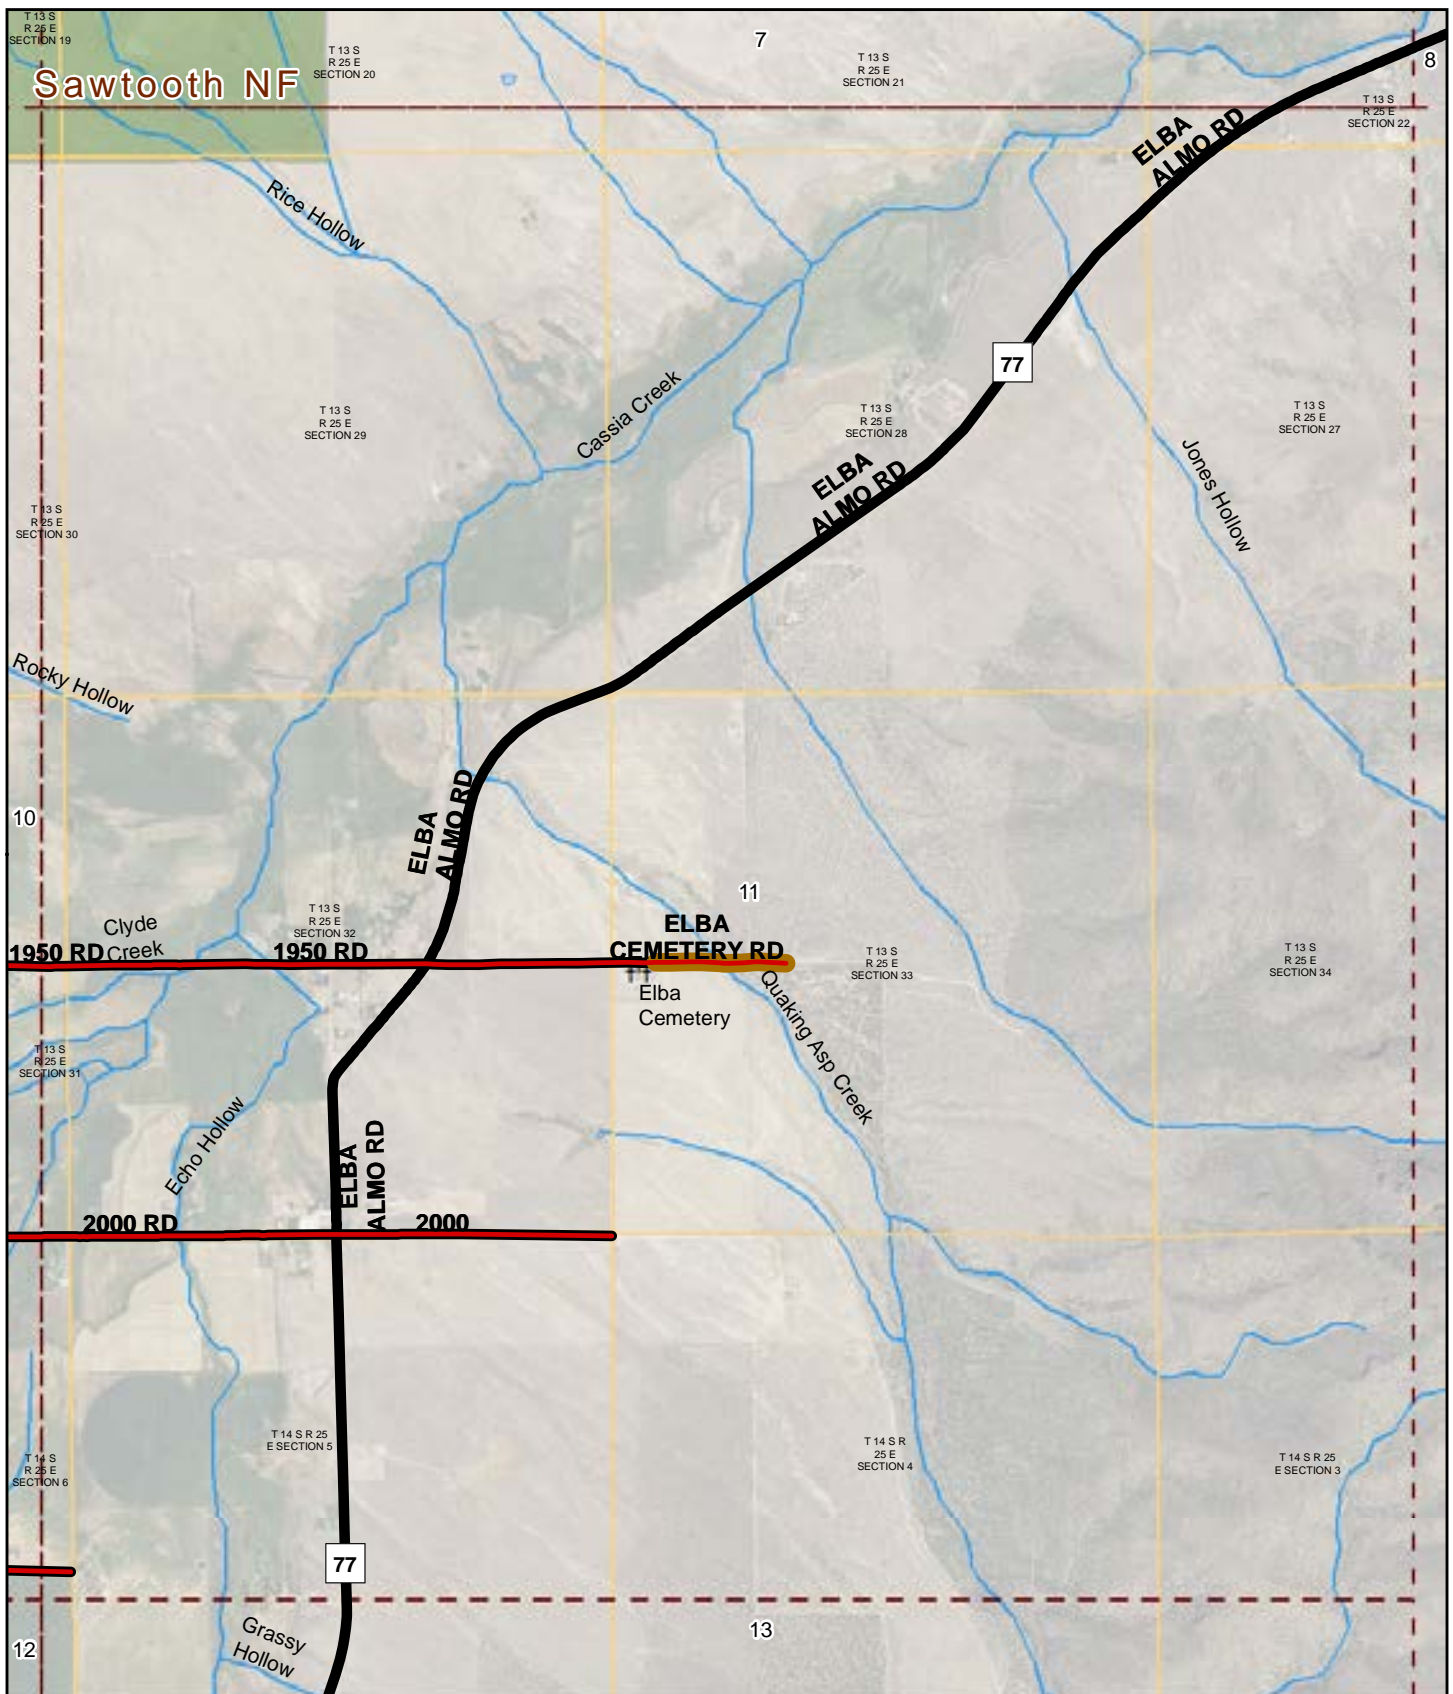 T 13 S
R 25 E
SECTION 19
Sawtooth NF
T 13 S
R 25 E
SECTION 20
7
T 13 S
R 25 E
SECTION 21
8
T 13 S
R 25 E
SECTION 22
ELBA
ALMO RD
Rice Hollow
77
T 13 S
R 25 E
SECTION 29
Cassia Creek
T 13 S
R 25 E
SECTION 28
T 13 S
R 25 E
SECTION 27
ELBA
ALMO RD
Jones Hollow
T 13 S
R 25 E
SECTION 30
Rocky Hollow
10
ELBA
ALMO RD
11
T 13 S
R 25 E
SECTION 32
Clyde
Creek
1950 RD
1950 RD
ELBA
CEMETERY RD
T 13 S
R 25 E
SECTION 33
T 13 S
R 25 E
SECTION 34
Elba
Cemetery
Quaking Asp Creek
T 13 S
R 25 E
SECTION 31
Echo Hollow
ELBA
ALMO RD
2000 RD
2000
T 14 S R 25
E SECTION 5
T 14 S R
25 E
SECTION 4
T 14 S R 25
E SECTION 3
T 14 S
R 25 E
SECTION 6
77
12
Grassy
Hollow
13